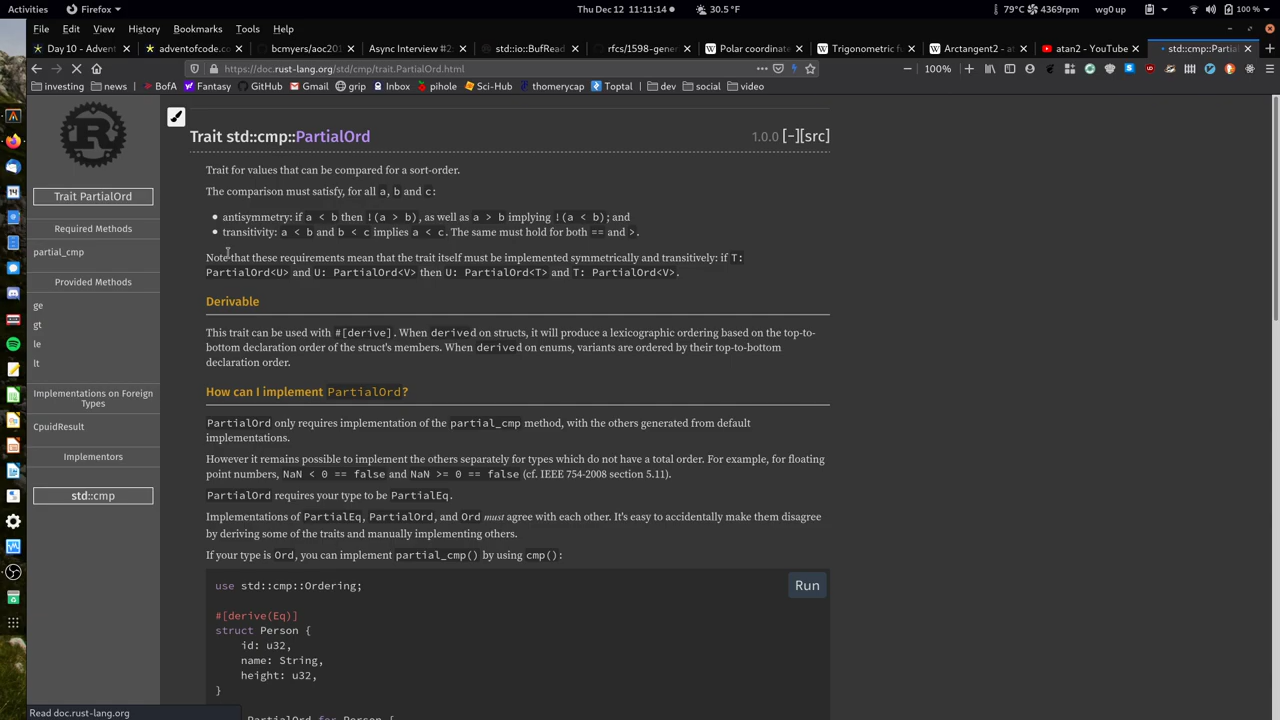 Activities Firefox Thu Dec 12 11:11:14 30.5 °F 79°C 4369rpm wg0 up 100 %
File Edit View History Bookmarks Tools Help
Day 10 - Advent adventofcode.c bcmyers/aoc201 Async Interview #2: std::io::BufRead rfcs/1598-gener Polar coordinate Trigonometric fu Arctangent2 - at atan2 - YouTube std::cmp::Partial
https://doc.rust-lang.org/std/cmp/trait.PartialOrd.html 100%
investing news BofA Fantasy GitHub Gmail grip Inbox pihole Sci-Hub thomerycap Toptal dev social video
Trait std::cmp::PartialOrd 1.0.0 [−][src]
Trait for values that can be compared for a sort-order.
The comparison must satisfy, for all a, b and c:
antisymmetry: if a < b then !(a > b), as well as a > b implying !(a < b); and
transitivity: a < b and b < c implies a < c. The same must hold for both == and >.
Note that these requirements mean that the trait itself must be implemented symmetrically and transitively: if T:
PartialOrd<U> and U: PartialOrd<V> then U: PartialOrd<T> and T: PartialOrd<V>.
Derivable
This trait can be used with #[derive]. When derived on structs, it will produce a lexicographic ordering based on the top-to-
bottom declaration order of the struct's members. When derived on enums, variants are ordered by their top-to-bottom
declaration order.
How can I implement PartialOrd?
PartialOrd only requires implementation of the partial_cmp method, with the others generated from default
implementations.
However it remains possible to implement the others separately for types which do not have a total order. For example, for floating
point numbers, NaN < 0 == false and NaN >= 0 == false (cf. IEEE 754-2008 section 5.11).
PartialOrd requires your type to be PartialEq.
Implementations of PartialEq, PartialOrd, and Ord must agree with each other. It's easy to accidentally make them disagree
by deriving some of the traits and manually implementing others.
If your type is Ord, you can implement partial_cmp() by using cmp():
use std::cmp::Ordering;
Run
#[derive(Eq)]
struct Person {
id: u32,
name: String,
height: u32,
}
PartialOrd for Person {
Trait PartialOrd
Required Methods
partial_cmp
Provided Methods
ge
gt
le
lt
Implementations on Foreign
Types
CpuidResult
Implementors
std::cmp
Read doc.rust-lang.org